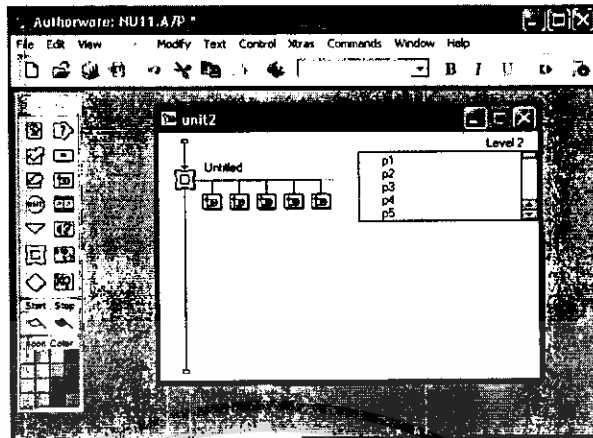 Authorware: NU11.A7P *
File Edit View Modify Text Control Xtras Commands Window Help
B I U
unit2
Level 2
Untitled
p1
p2
p3
p4
p5
Start Stop
Icon Color